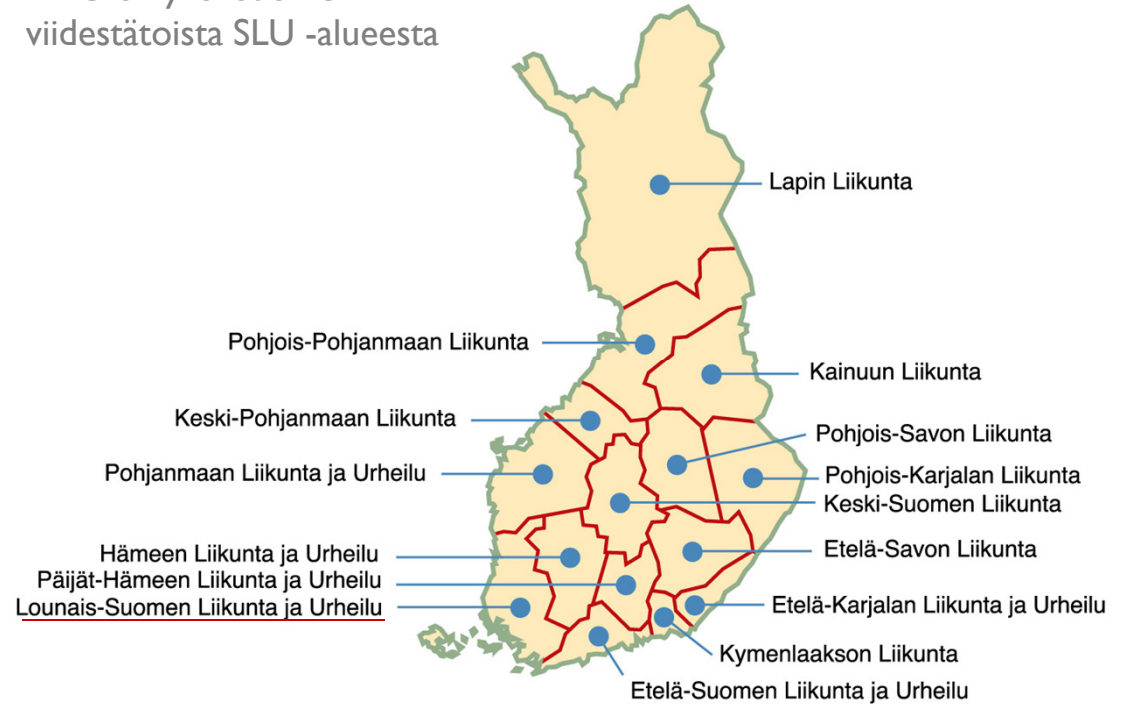 viidestätoista SLU -alueesta
Lapin Liikunta
Pohjois-Pohjanmaan Liikunta
Kainuun Liikunta
Keski-Pohjanmaan Liikunta
Pohjois-Savon Liikunta
Pohjanmaan Liikunta ja Urheilu
Pohjois-Karjalan Liikunta
Keski-Suomen Liikunta
Etelä-Savon Liikunta
Hämeen Liikunta ja Urheilu
Päijät-Hämeen Liikunta ja Urheilu
Lounais-Suomen Liikunta ja Urheilu
Etelä-Karjalan Liikunta ja Urheilu
Kymenlaakson Liikunta
Etelä-Suomen Liikunta ja Urheilu